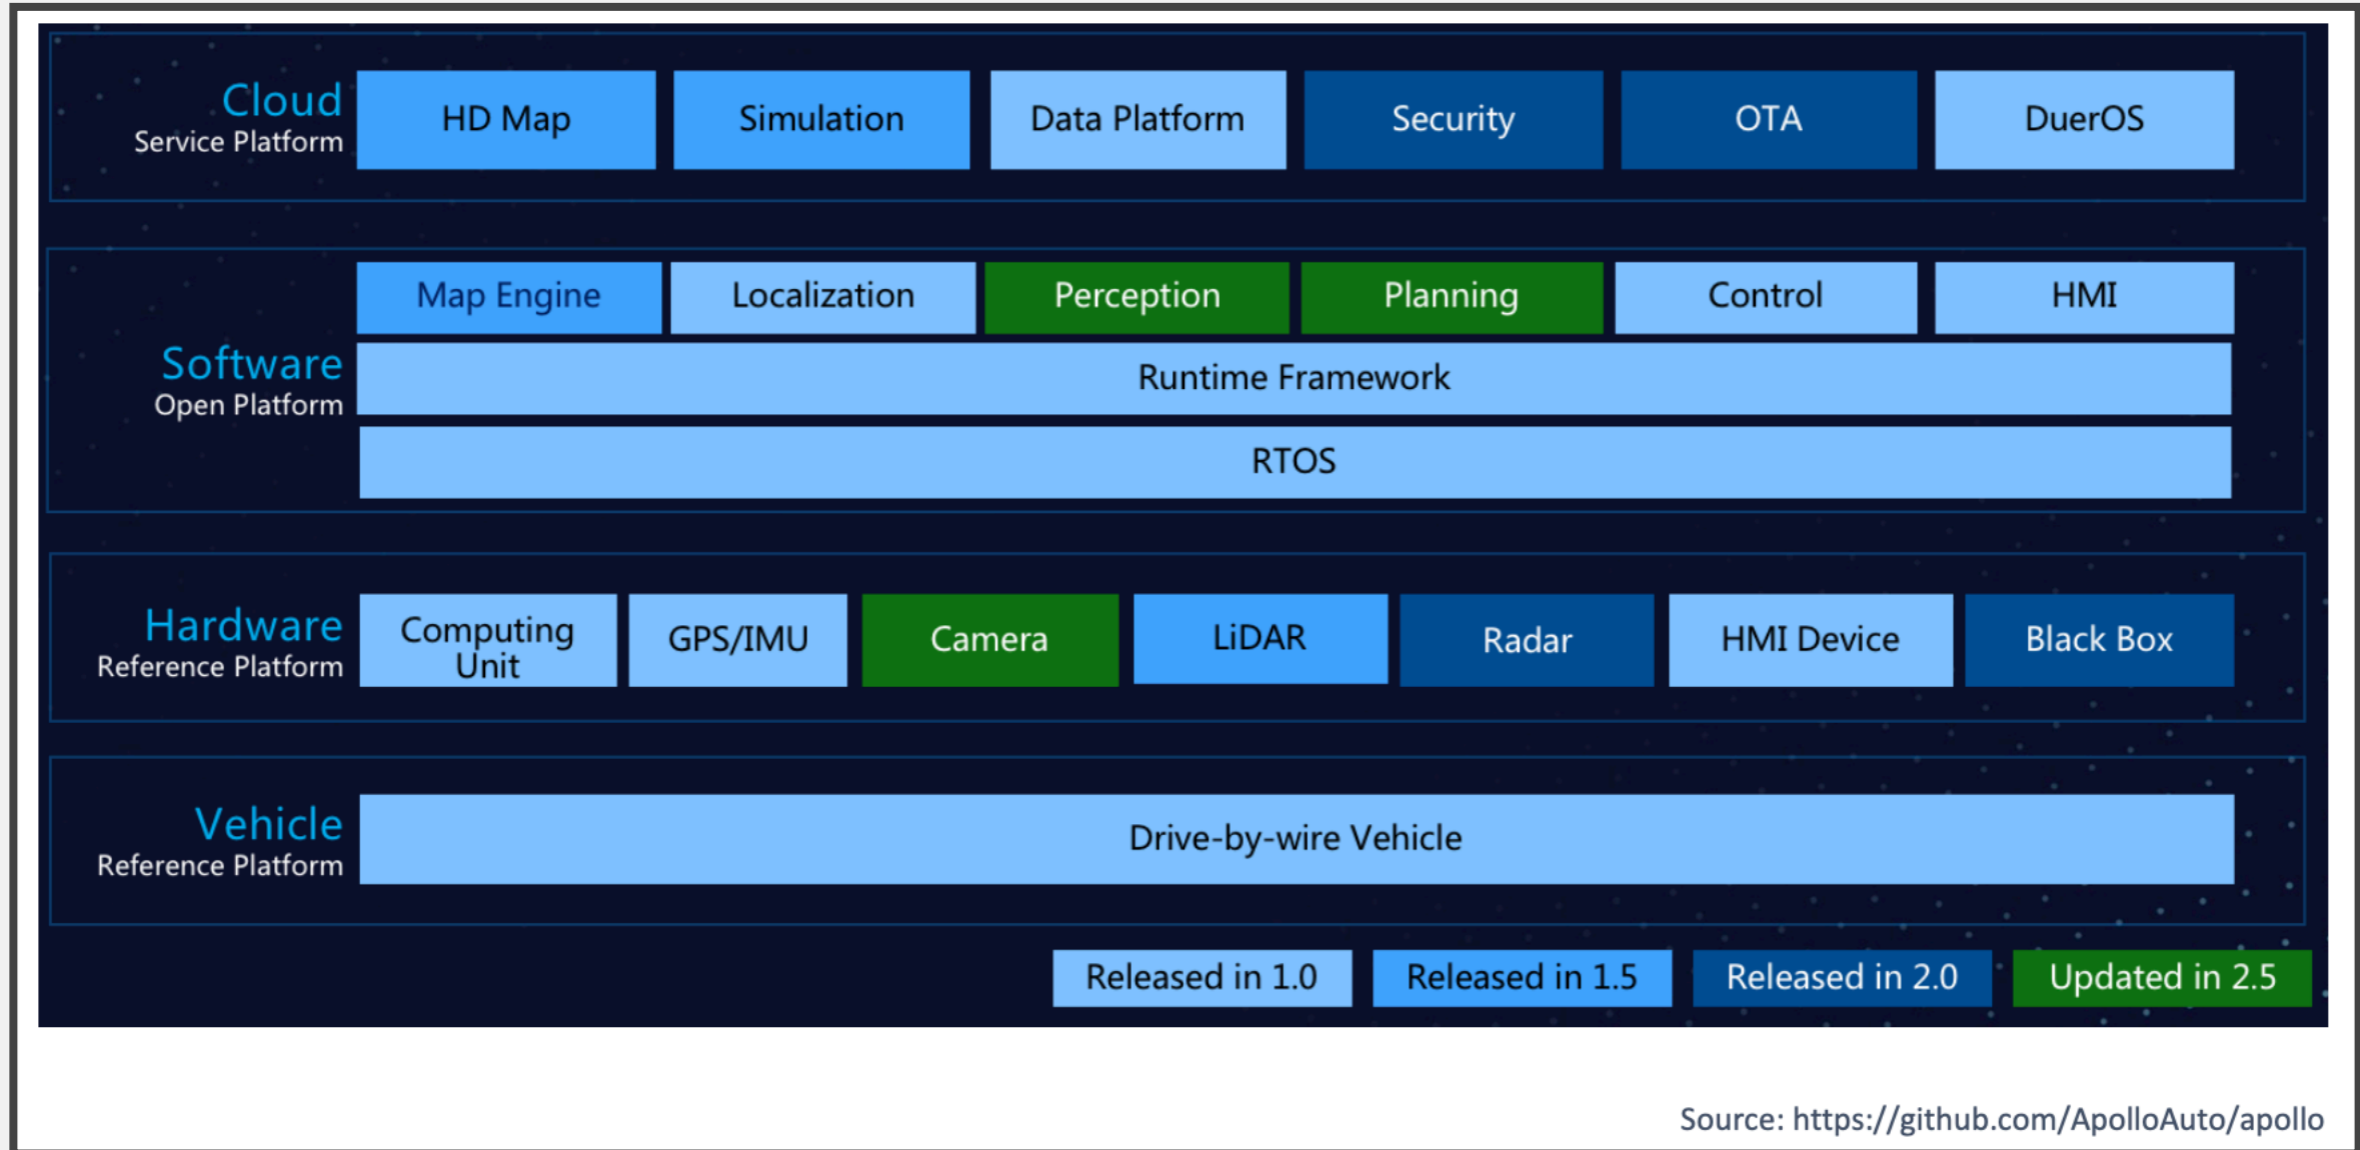 Cloud
Service Platform
HD Map
Simulation
Data Platform
Security
OTA
DuerOS
Software
Open Platform
Map Engine
Localization
Perception
Planning
Control
HMI
Runtime Framework
RTOS
Hardware
Reference Platform
Computing
Unit
GPS/IMU
Camera
LiDAR
Radar
HMI Device
Black Box
Vehicle
Reference Platform
Drive-by-wire Vehicle
Released in 1.0
Released in 1.5
Released in 2.0
Updated in 2.5
Source: https://github.com/ApolloAuto/apollo